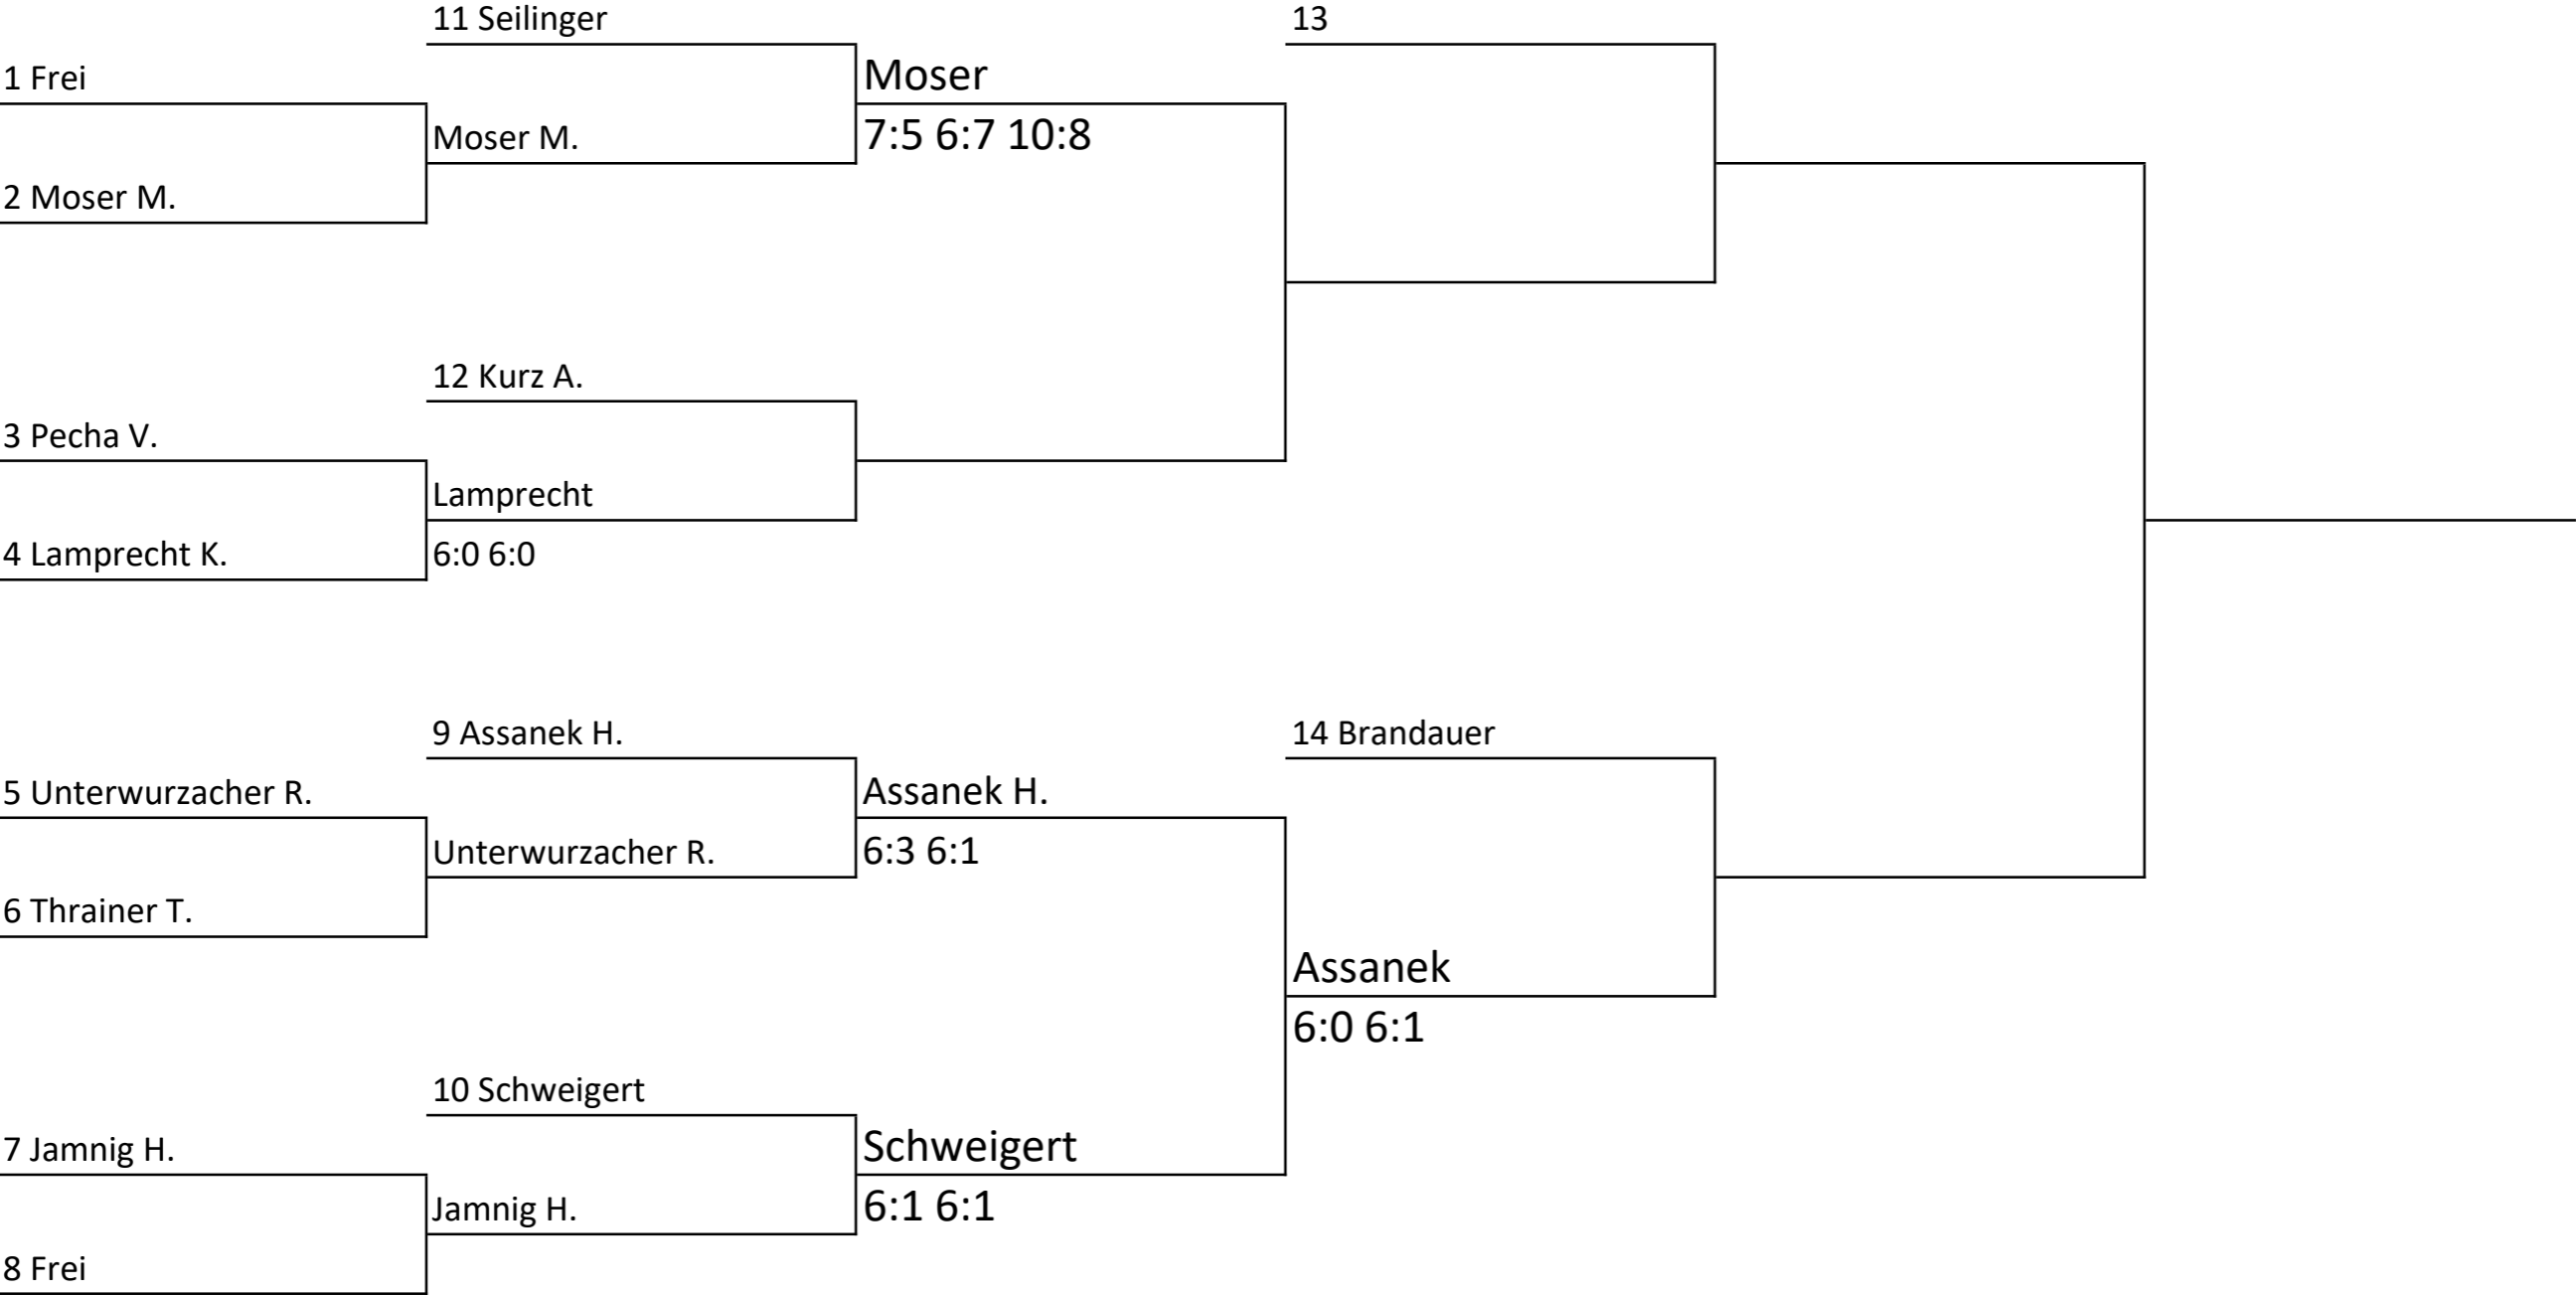 11 Seilinger
13
1 Frei
Moser
Moser M.
7:5 6:7 10:8
2 Moser M.
12 Kurz A.
3 Pecha V.
Lamprecht
4 Lamprecht K.
6:0 6:0
9 Assanek H.
14 Brandauer
5 Unterwurzacher R.
Assanek H.
Unterwurzacher R.
6:3 6:1
6 Thrainer T.
Assanek
6:0 6:1
10 Schweigert
7 Jamnig H.
Schweigert
Jamnig H.
6:1 6:1
8 Frei